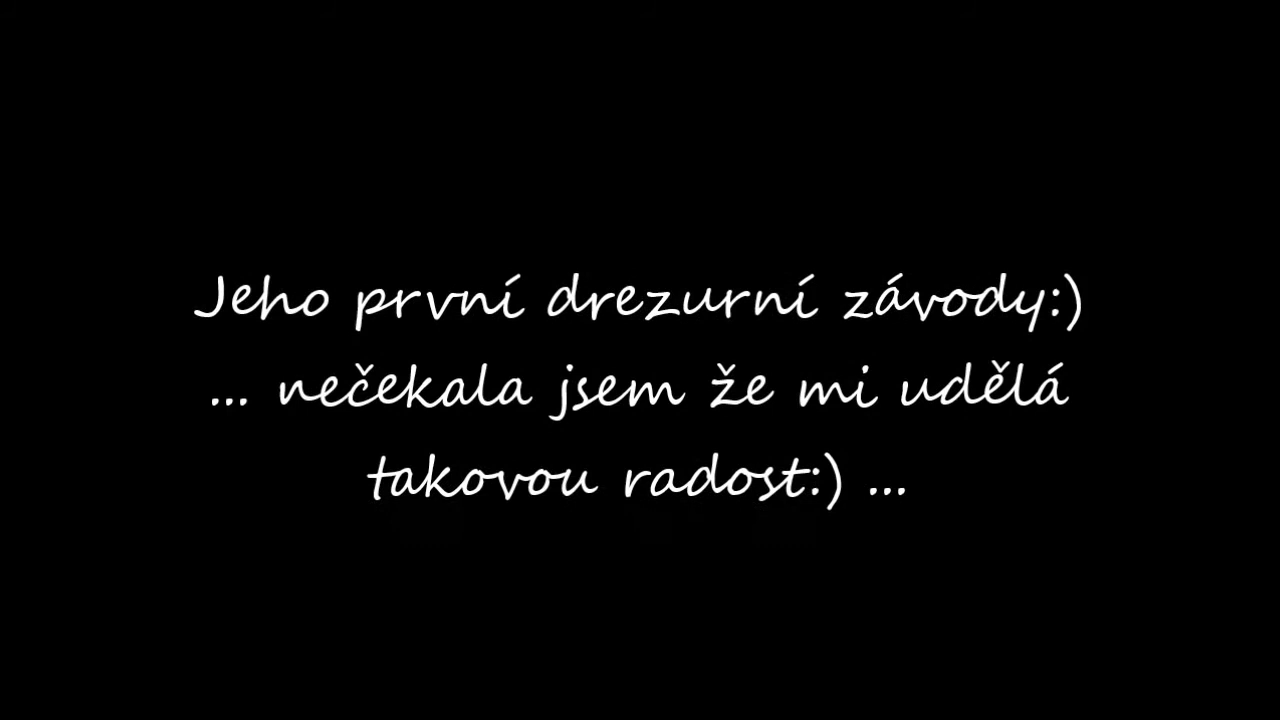 Jeho první drezurní závody:)
... nečekala jsem že mi udělá
takovou radost:) ...